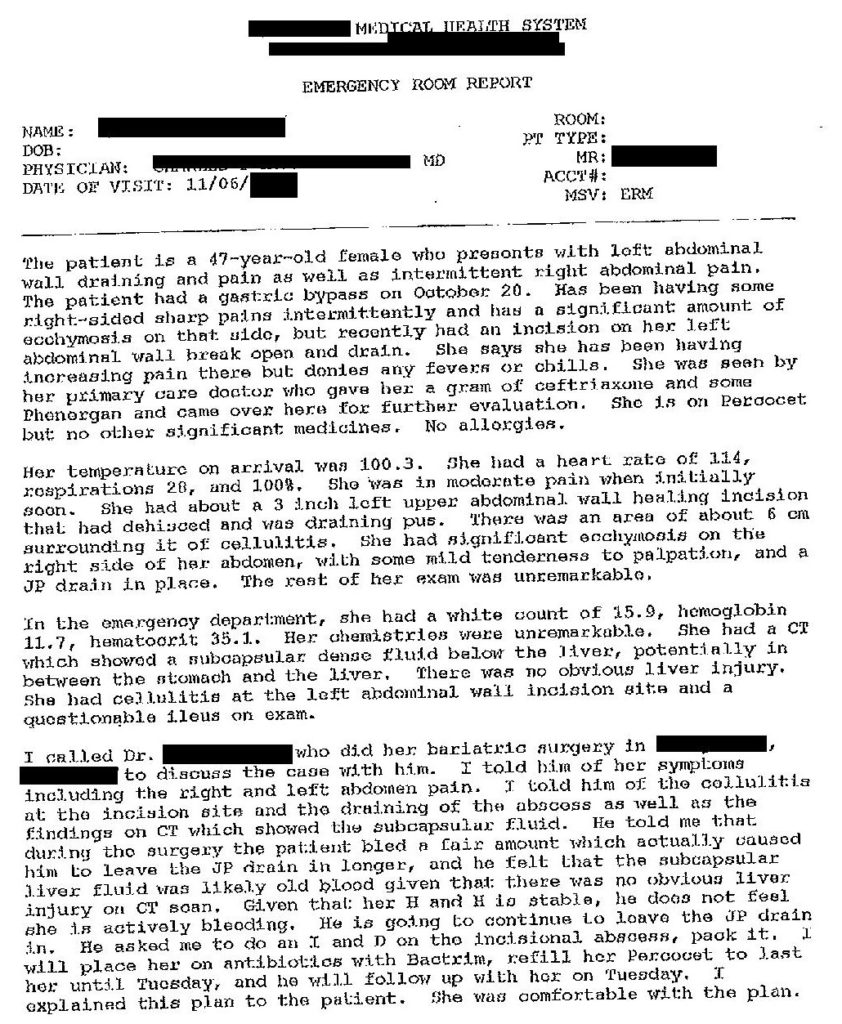 MEDICAL HEALTH SYSTEM
EMERGENCY ROOM REPORT
NAME:
DOB:
PHYSICIAN: MD
DATE OF VISIT: 11/06/
ROOM:
PT TYPE:
MR:
ACCT#:
MSV: ERM
The patient is a 47-year-old female who presents with left abdominal
wall draining and pain as well as intermittent right abdominal pain.
The patient had a gastric bypass on October 20. Has been having some
right-sided sharp pains intermittently and has a significant amount of
ecchymosis on that side, but recently had an incision on her left
abdominal wall break open and drain. She says she has been having
increasing pain there but denies any fevers or chills. She was seen by
her primary care doctor who gave her a gram of ceftriaxone and some
Phenergan and came over here for further evaluation. She is on Percocet
but no other significant medicines. No allergies.
Her temperature on arrival was 100.3. She had a heart rate of 114,
respirations 28, and 100%. She was in moderate pain when initially
seen. She had about a 3 inch left upper abdominal wall healing incision
that had dehisced and was draining pus. There was an area of about 6 cm
surrounding it of cellulitis. She had significant ecchymosis on the
right side of her abdomen, with some mild tenderness to palpation, and a
JP drain in place. The rest of her exam was unremarkable.
In the emergency department, she had a white count of 15.9, hemoglobin
11.7, hematocrit 35.1. Her chemistries were unremarkable. She had a CT
which showed a subcapsular dense fluid below the liver, potentially in
between the stomach and the liver. There was no obvious liver injury.
She had cellulitis at the left abdominal wall incision site and a
questionable ileus on exam.
I called Dr. who did her bariatric surgery in ,
to discuss the case with him. I told him of her symptoms
including the right and left abdomen pain. I told him of the cellulitis
at the incision site and the draining of the abscess as well as the
findings on CT which showed the subcapsular fluid. He told me that
during the surgery the patient bled a fair amount which actually caused
him to leave the JP drain in longer, and he felt that the subcapsular
liver fluid was likely old blood given that there was no obvious liver
injury on CT scan. Given that her H and H is stable, he does not feel
she is actively bleeding. He is going to continue to leave the JP drain
in. He asked me to do an I and D on the incisional abscess, pack it. I
will place her on antibiotics with Bactrim, refill her Percocet to last
her until Tuesday, and he will follow up with her on Tuesday. I
explained this plan to the patient. She was comfortable with the plan.